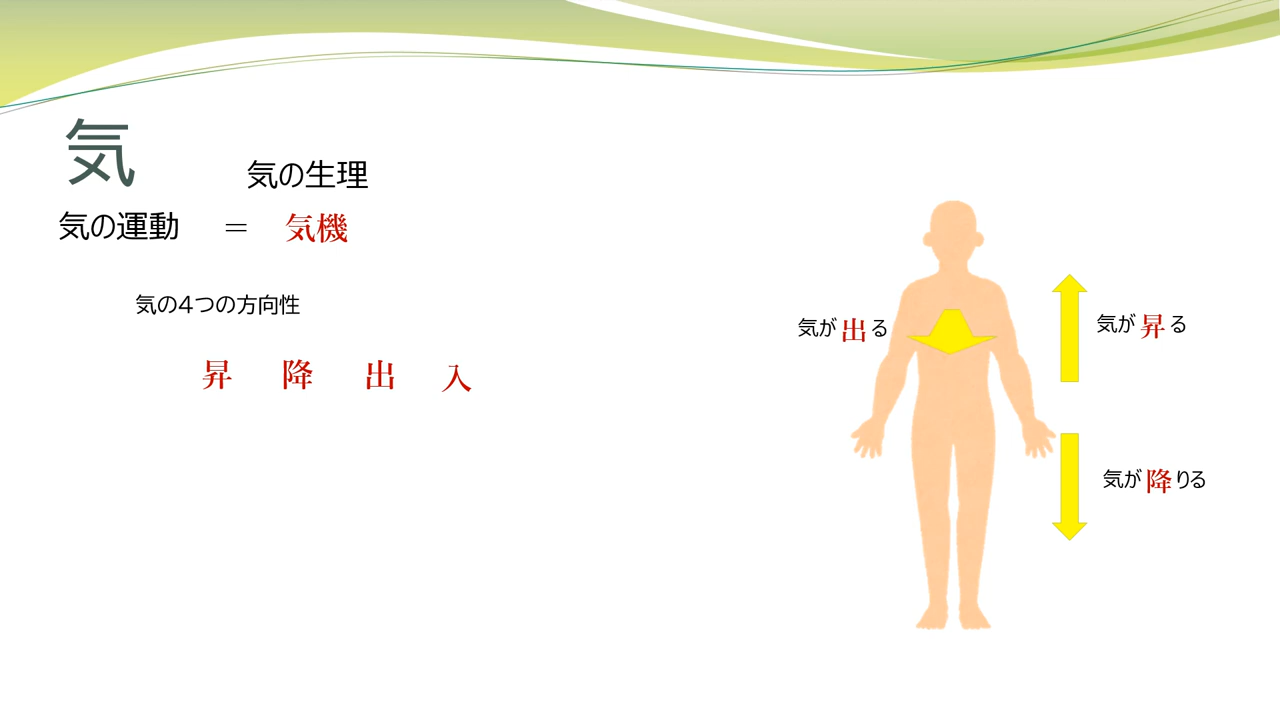 気
気の生理
気の運動 ＝ 気機
気の4つの方向性
昇 降 出 入
気が出る
気が昇る
気が降りる